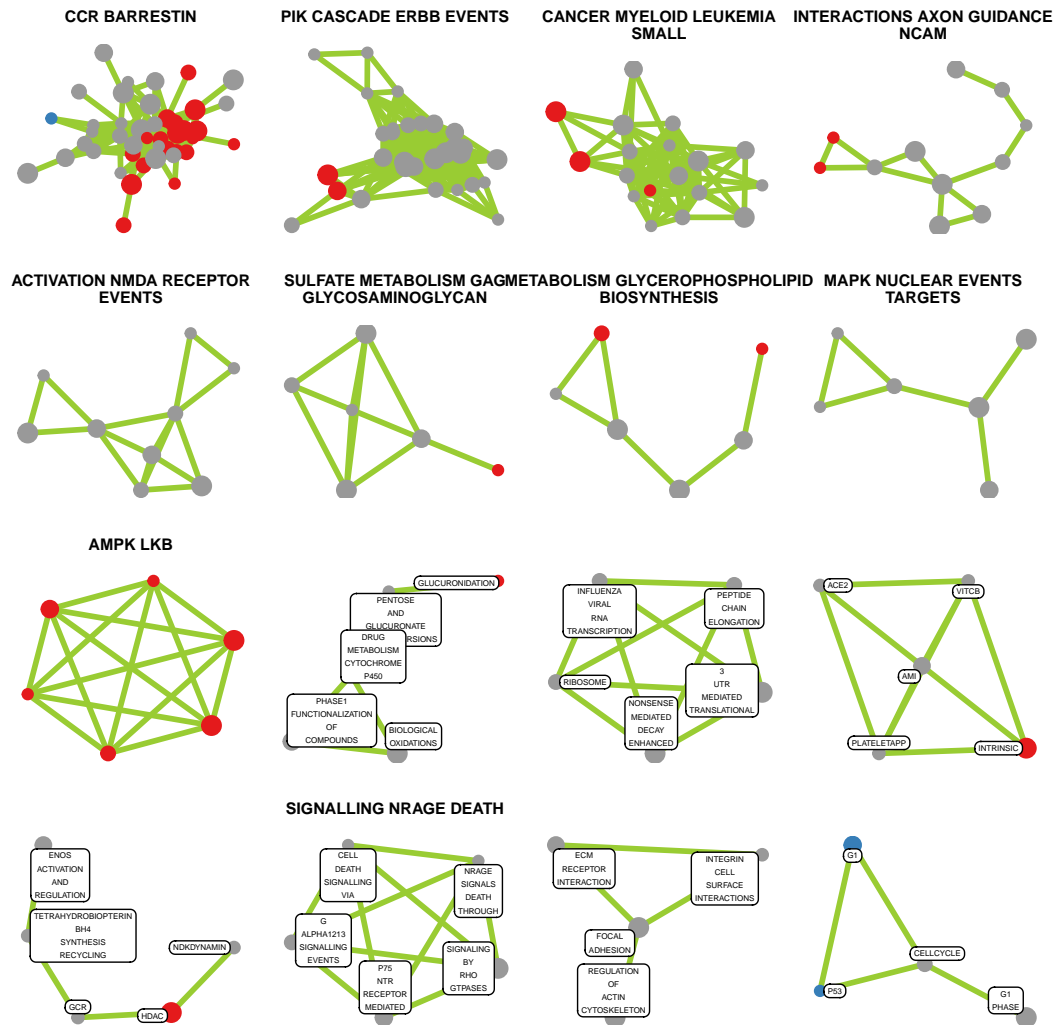 CCR BARRESTIN
PIK CASCADE ERBB EVENTS
CANCER MYELOID LEUKEMIA
SMALL
INTERACTIONS AXON GUIDANCE
NCAM
ACTIVATION NMDA RECEPTOR
EVENTS
SULFATE METABOLISM GAG
GLYCOSAMINOGLYCAN
METABOLISM GLYCEROPHOSPHOLIPID
BIOSYNTHESIS
MAPK NUCLEAR EVENTS
TARGETS
AMPK LKB
GLUCURONIDATION
PENTOSE
AND
GLUCURONATE
ERSIONS
DRUG
METABOLISM
CYTOCHROME
P450
PHASE1
FUNCTIONALIZATION
OF
COMPOUNDS
BIOLOGICAL
OXIDATIONS
INFLUENZA
VIRAL
RNA
TRANSCRIPTION
PEPTIDE
CHAIN
ELONGATION
RIBOSOME
3
UTR
MEDIATED
TRANSLATIONAL
NONSENSE
MEDIATED
DECAY
ENHANCED
ACE2
VITCB
AMI
PLATELETAPP
INTRINSIC
ENOS
ACTIVATION
AND
REGULATION
TETRAHYDROBIOPTERIN
BH4
SYNTHESIS
RECYCLING
NDKDYNAMIN
GCR
HDAC
SIGNALLING NRAGE DEATH
CELL
DEATH
SIGNALLING
VIA
NRAGE
SIGNALS
DEATH
THROUGH
G
ALPHA1213
SIGNALLING
EVENTS
P75
NTR
RECEPTOR
MEDIATED
SIGNALING
BY
RHO
GTPASES
ECM
RECEPTOR
INTERACTION
INTEGRIN
CELL
SURFACE
INTERACTIONS
FOCAL
ADHESION
REGULATION
OF
ACTIN
CYTOSKELETON
G1
CELLCYCLE
P53
G1
PHASE